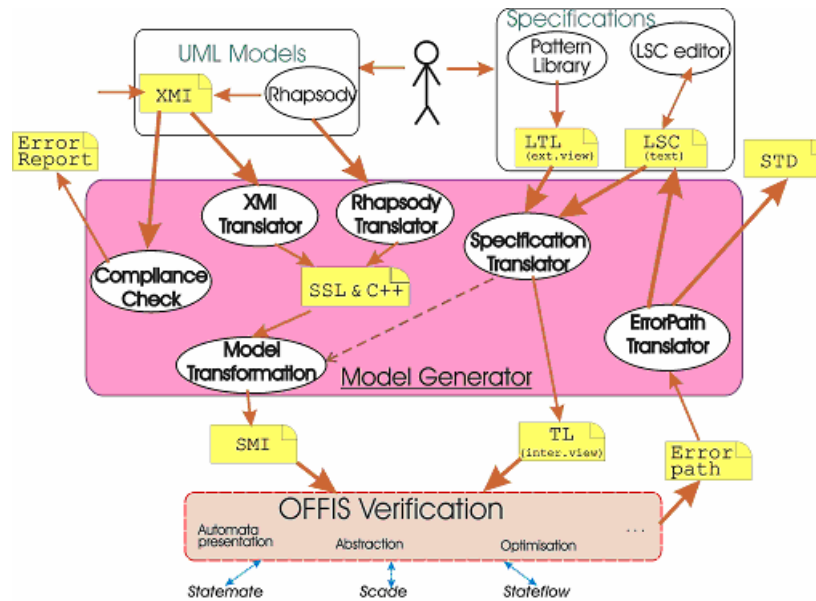 Specifications
UML Models
Pattern
Library
LSC editor
XMI
Rhapsody
Error
Report
LTL
(ext.view)
LSC
(text)
STD
XMI
Translator
Rhapsody
Translator
Specification
Translator
Compliance
Check
SSL & C++
ErrorPath
Translator
Model
Transformation
Model Generator
SMI
TL
(inter.view)
Error
path
OFFIS Verification
Automata
presentation
Abstraction
Optimisation
...
Statemate
Scade
Stateflow